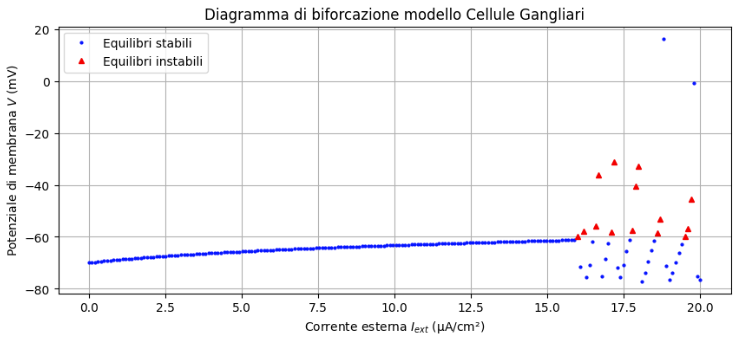 Diagramma di biforcazione modello Cellule Gangliari
Equilibri stabili
Equilibri instabili
Potenziale di membrana V (mV)
20
0
−20
−40
−60
−80
0.0 2.5 5.0 7.5 10.0 12.5 15.0 17.5 20.0
Corrente esterna I_ext (µA/cm²)